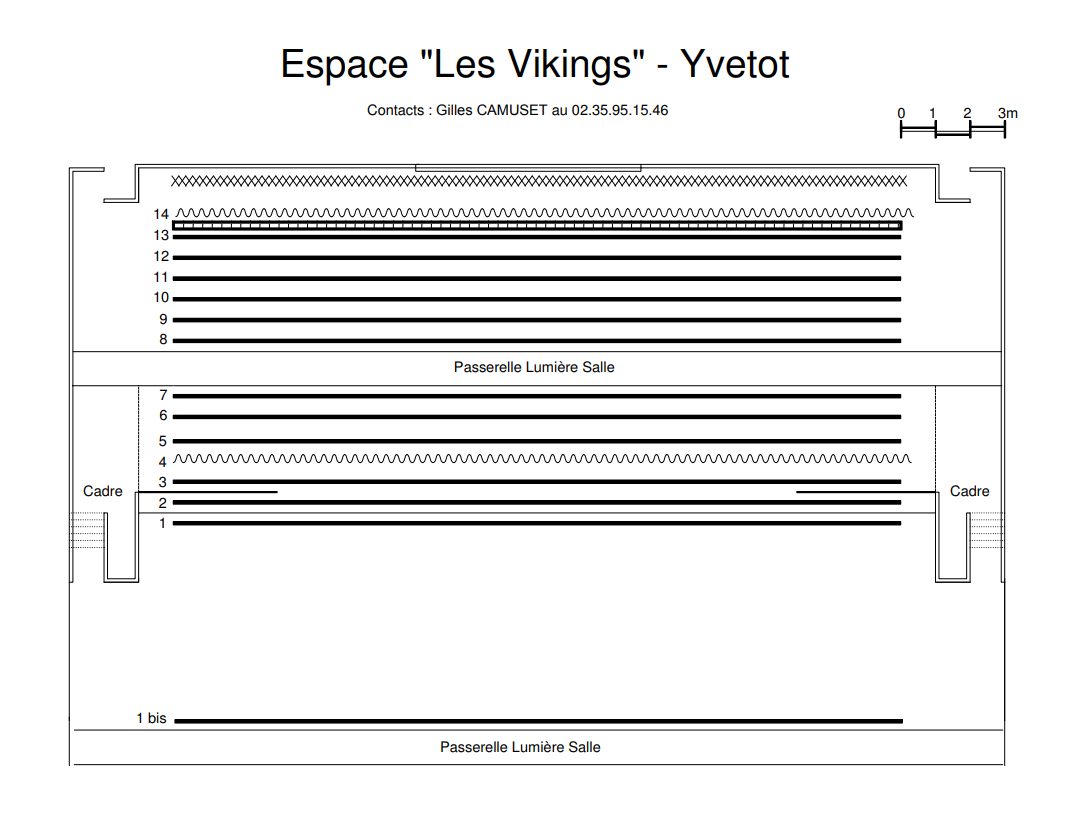 Espace "Les Vikings" - Yvetot
Contacts : Gilles CAMUSET au 02.35.95.15.46
0 1 2 3m
14
13
12
11
10
9
8
Passerelle Lumière Salle
7
6
5
4
3
Cadre Cadre
2
1
1 bis
Passerelle Lumière Salle